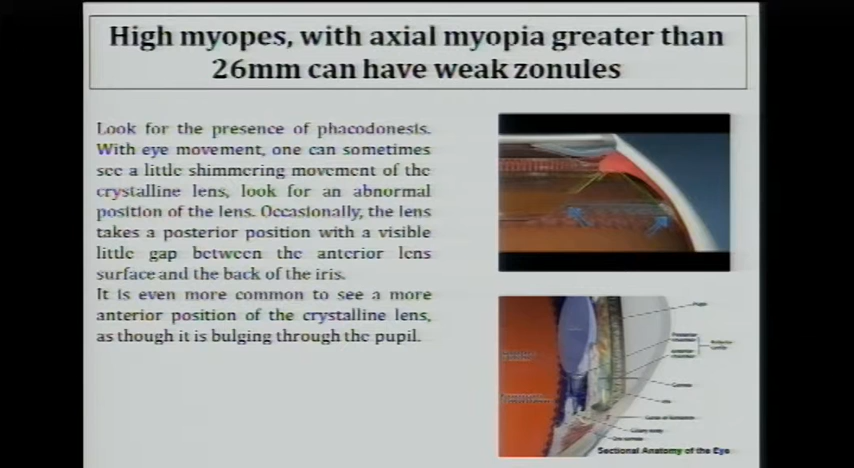 High myopes, with axial myopia greater than
26mm can have weak zonules
Look for the presence of phacodonesis.
With eye movement, one can sometimes
see a little shimmering movement of the
crystalline lens, look for an abnormal
position of the lens. Occasionally, the lens
takes a posterior position with a visible
little gap between the anterior lens
surface and the back of the iris.
It is even more common to see a more
anterior position of the crystalline lens,
as though it is bulging through the pupil.
Cornea
Ciliary body
Sectional Anatomy of the Eye